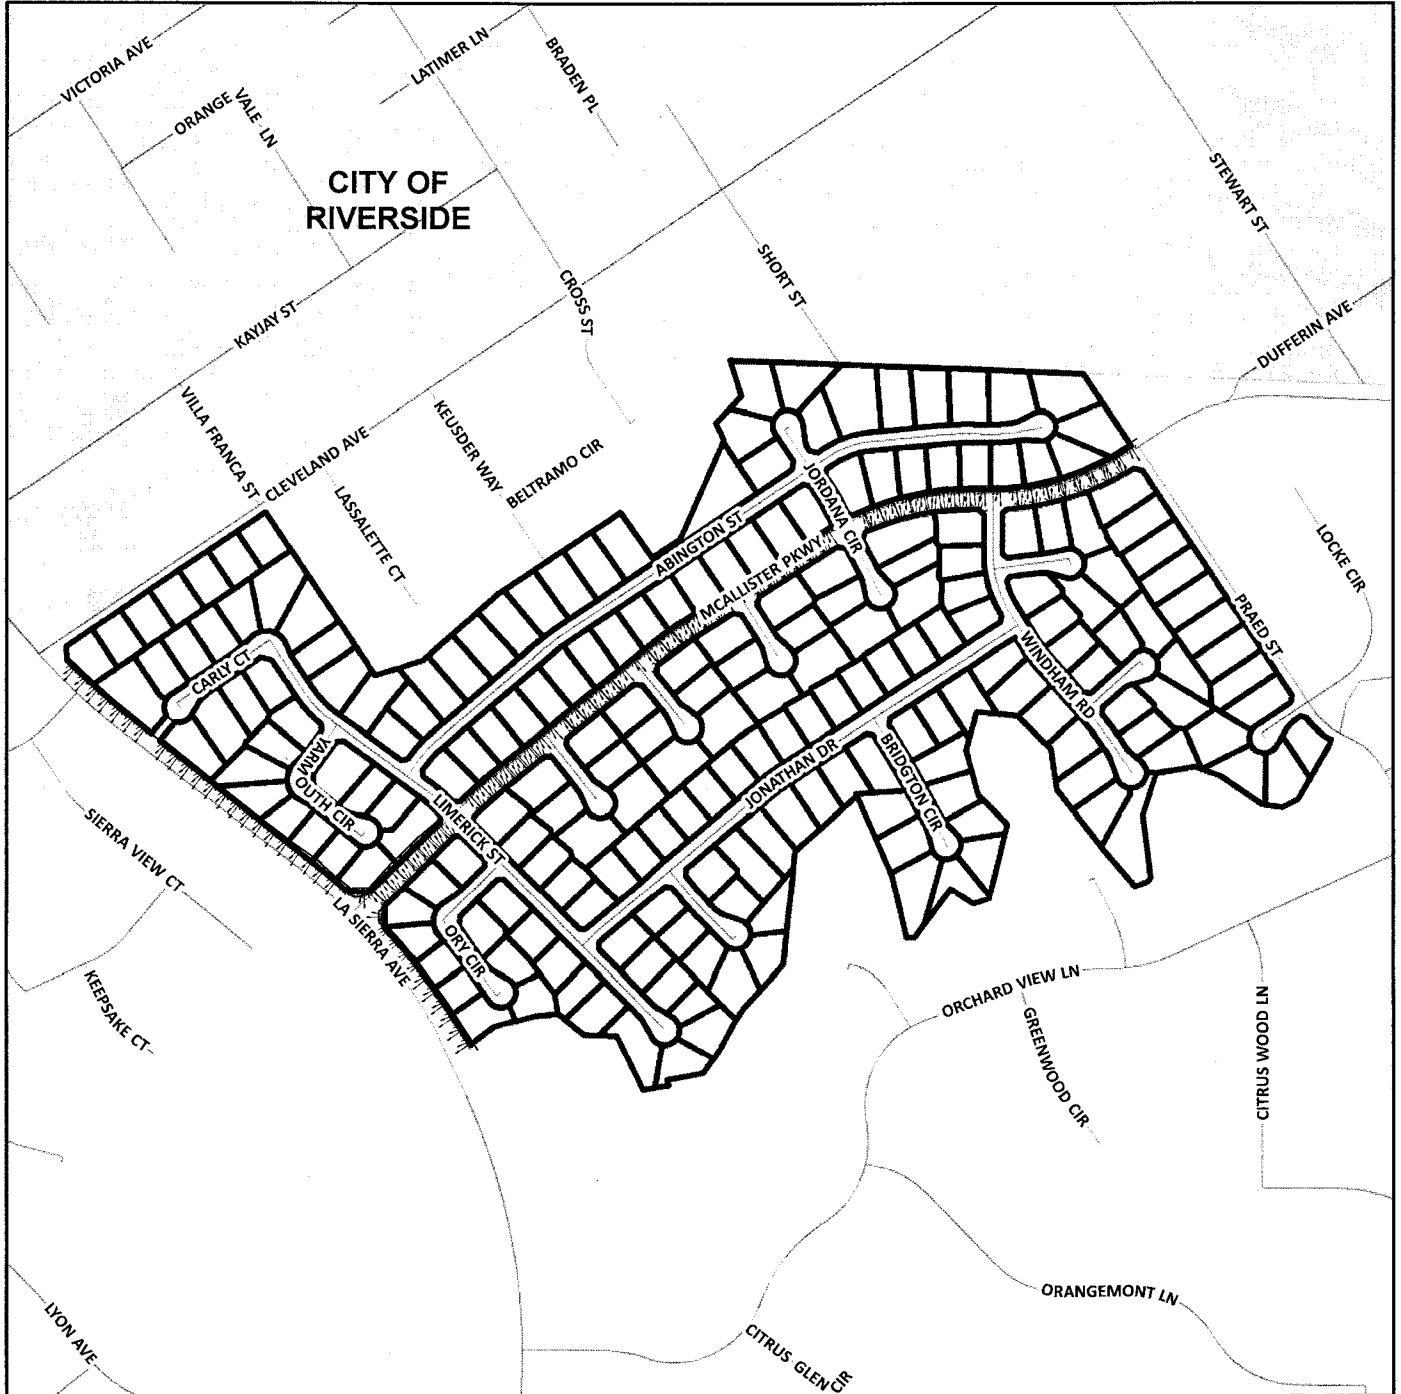 VICTORIA AVE
LATIMER LN
BRADEN PL
ORANGE
VALE LN
CITY OF
RIVERSIDE
STEWART ST
SHORT ST
CROSS ST
KAYJAY ST
DUFFERIN AVE
VILLA FRANCA ST
CLEVELAND AVE
KEUSDER WAY
BELTRAMO CIR
LASSALETTE CT
JORDANA CIR
ABINGTON ST
MCALLISTER PKWY
LOCKE CIR
PRAED ST
WINDHAM RD
CARLY CT
YARM
OUTH CIR
LIMERICK ST
JONATHAN DR
BRIDGTON CIR
SIERRA VIEW CT
LA SIERRA AVE
ORY CIR
KEEPSAKE CT
ORCHARD VIEW LN
GREENWOOD CIR
CITRUS WOOD LN
ORANGEMONT LN
LYON AVE
CITRUS GLEN CIR